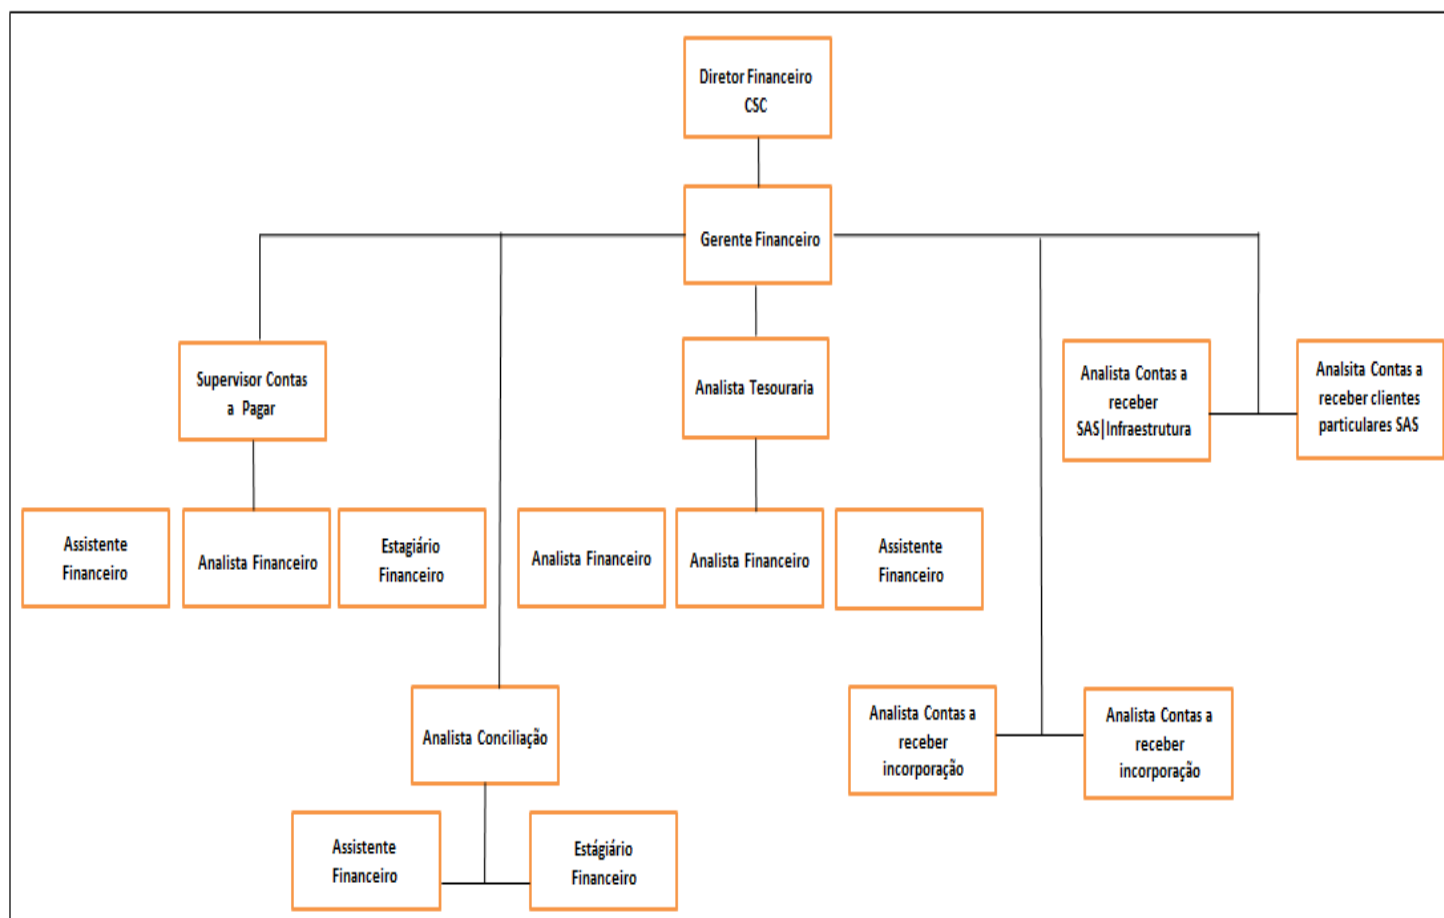 Diretor Financeiro
CSC
Gerente Financeiro
Supervisor Contas
a Pagar
Analista Tesouraria
Analista Contas a
receber
SAS|Infraestrutura
Analsita Contas a
receber clientes
particulares SAS
Assistente
Financeiro
Analista Financeiro
Estagiário
Financeiro
Analista Financeiro
Analista Financeiro
Assistente
Financeiro
Analista Conciliação
Analista Contas a
receber
incorporação
Analista Contas a
receber
incorporação
Assistente
Financeiro
Estágiário
Financeiro